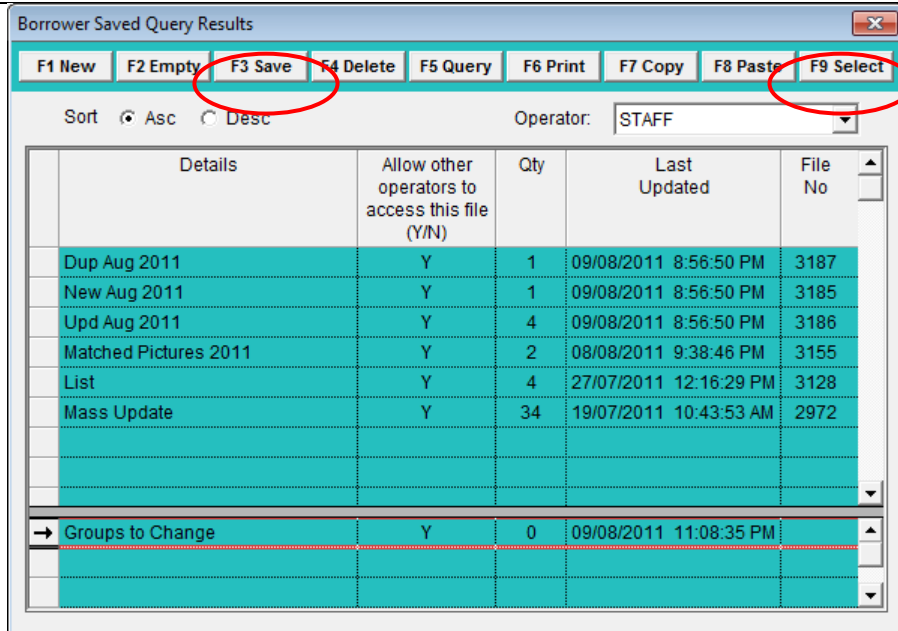 Borrower Saved Query Results
F1 New F2 Empty F3 Save F4 Delete F5 Query F6 Print F7 Copy F8 Paste F9 Select
Sort Asc Desc Operator: STAFF
Details Allow other Qty Last File
operators to Updated No
access this file
(Y/N)
Dup Aug 2011 Y 1 09/08/2011 8:56:50 PM 3187
New Aug 2011 Y 1 09/08/2011 8:56:50 PM 3185
Upd Aug 2011 Y 4 09/08/2011 8:56:50 PM 3186
Matched Pictures 2011 Y 2 08/08/2011 9:38:46 PM 3155
List Y 4 27/07/2011 12:16:29 PM 3128
Mass Update Y 34 19/07/2011 10:43:53 AM 2972
Groups to Change Y 0 09/08/2011 11:08:35 PM